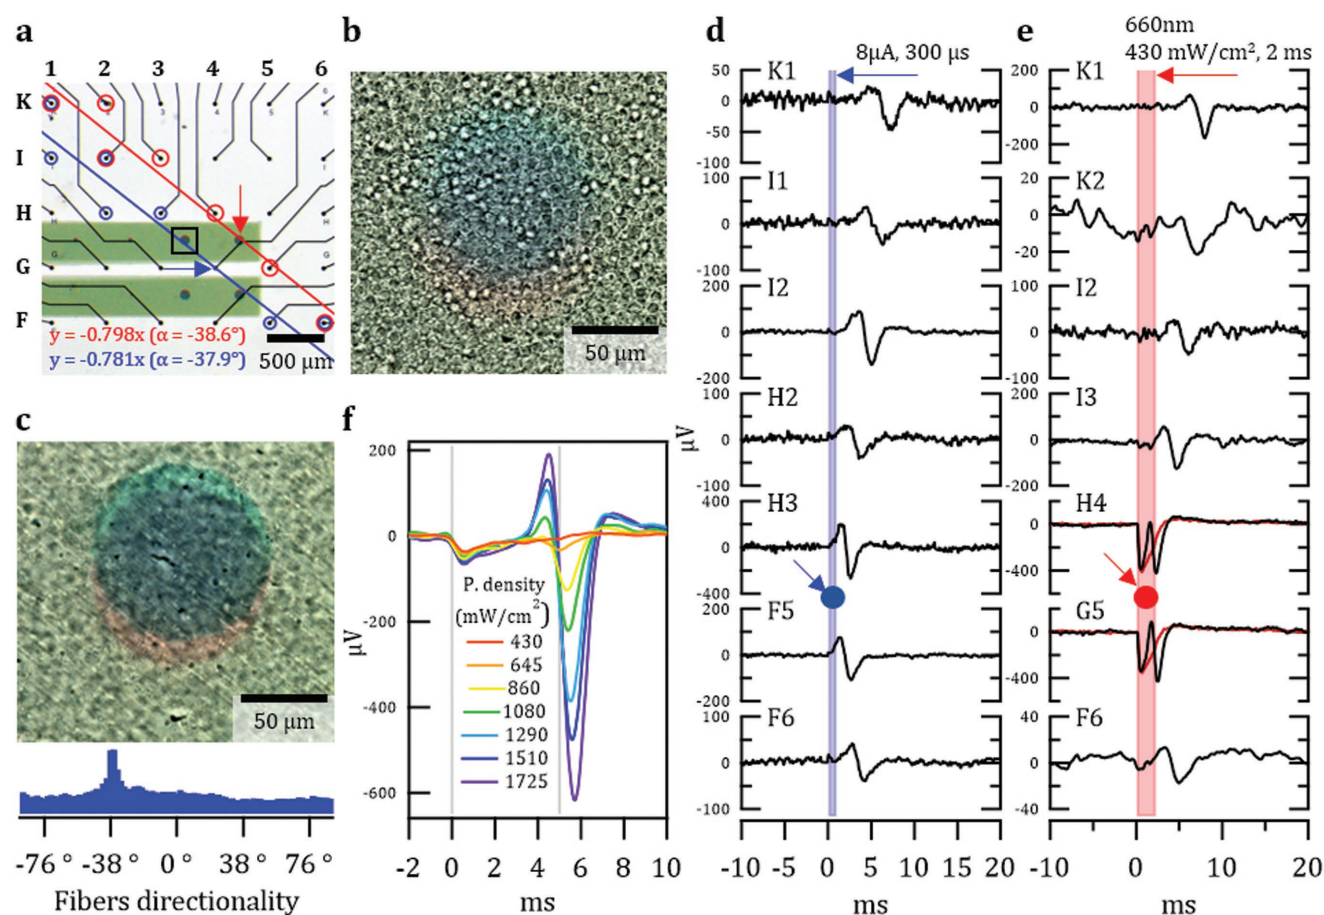 a
1 2 3 4 5 6
K
I
H
G
F
y = -0.798x (α = -38.6°)
y = -0.781x (α = -37.9°)
500 μm
b
50 μm
c
50 μm
-76 ° -38 ° 0 ° 38 ° 76 °
Fibers directionality
f
200
0
-200
-400
-600
μV
P. density
(mW/cm²)
430
645
860
1080
1290
1510
1725
-2 0 2 4 6 8 10
ms
d
8μA, 300 μs
K1
50
0
-50
-100
I1
100
0
-100
I2
200
0
200
H2
100
0
-100
μV
H3
400
0
-400
F5
200
0
200
F6
100
0
-100
-10 -5 0 5 10 15 20
ms
e
660nm
430 mW/cm², 2 ms
K1
200
0
-200
K2
20
0
-20
I2
100
0
100
I3
200
0
200
H4
400
0
-400
G5
200
0
-400
F6
40
0
-40
-10 0 10 20
ms